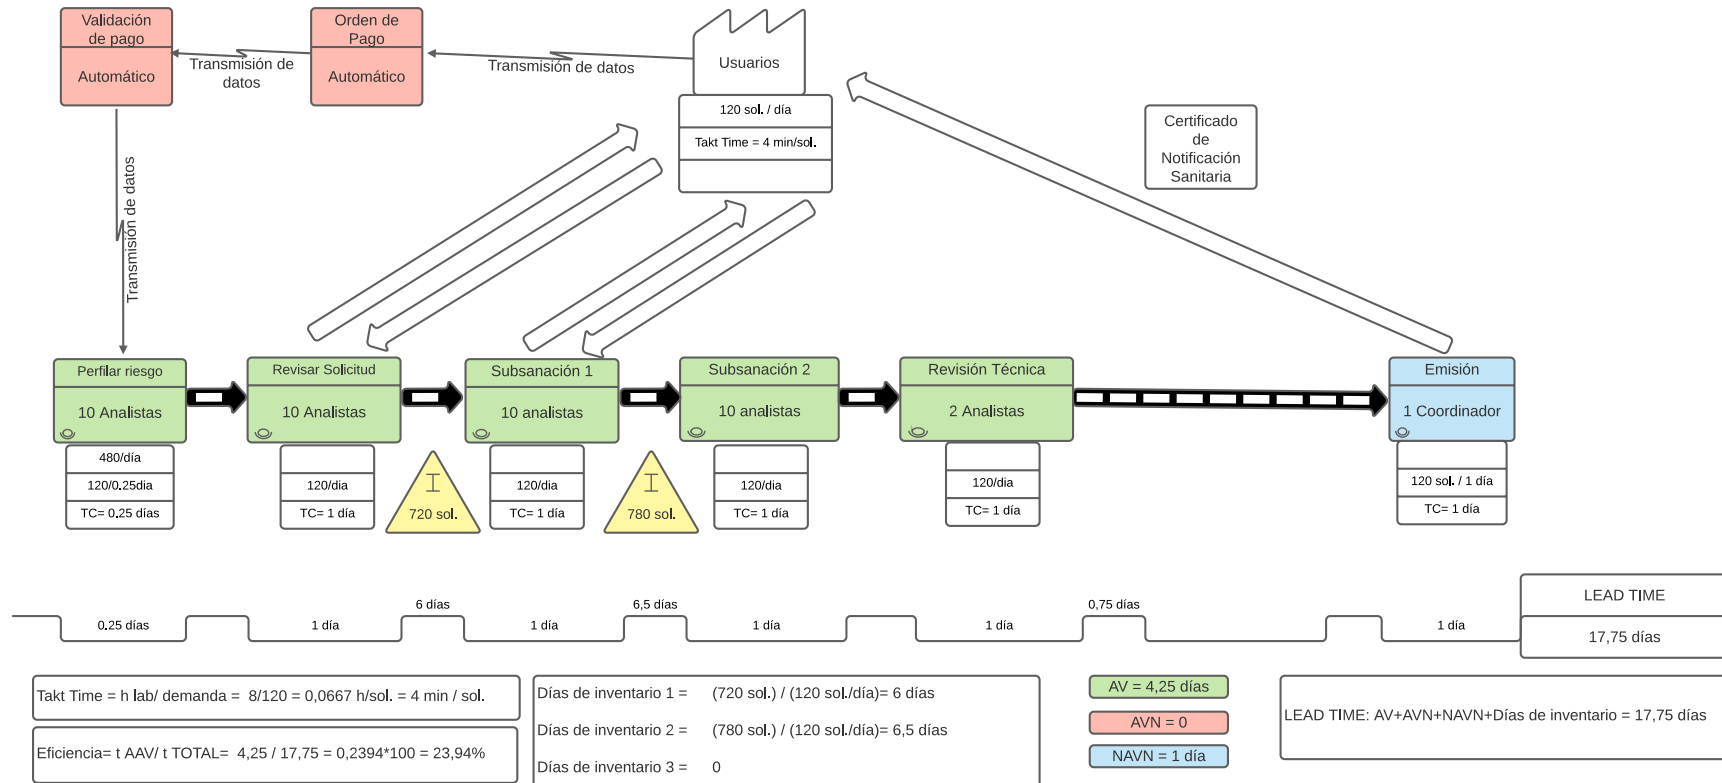 Validación
de pago
Automático
Orden de
Pago
Automático
Transmisión de
datos
Transmisión de datos
Usuarios
120 sol. / día
Takt Time = 4 min/sol.
Certificado
de
Notificación
Sanitaria
Transmisión de datos
Perfilar riesgo
10 Analistas
480/día
120/0.25dia
TC= 0.25 días
Revisar Solicitud
10 Analistas
120/dia
TC= 1 día
720 sol.
Subsanación 1
10 analistas
120/dia
TC= 1 día
780 sol.
Subsanación 2
10 analistas
120/dia
TC= 1 día
Revisión Técnica
2 Analistas
120/dia
TC= 1 día
Emisión
1 Coordinador
120 sol. / 1 día
TC= 1 día
0.25 días
1 día
6 días
1 día
6,5 días
1 día
1 día
0,75 días
1 día
LEAD TIME
17,75 días
Takt Time = h lab/ demanda = 8/120 = 0,0667 h/sol. = 4 min / sol.
Eficiencia= t AAV/ t TOTAL= 4,25 / 17,75 = 0,2394*100 = 23,94%
Días de inventario 1 = (720 sol.) / (120 sol./día)= 6 días
Días de inventario 2 = (780 sol.) / (120 sol./día)= 6,5 días
Días de inventario 3 = 0
AV = 4,25 días
AVN = 0
NAVN = 1 día
LEAD TIME: AV+AVN+NAVN+Días de inventario = 17,75 días